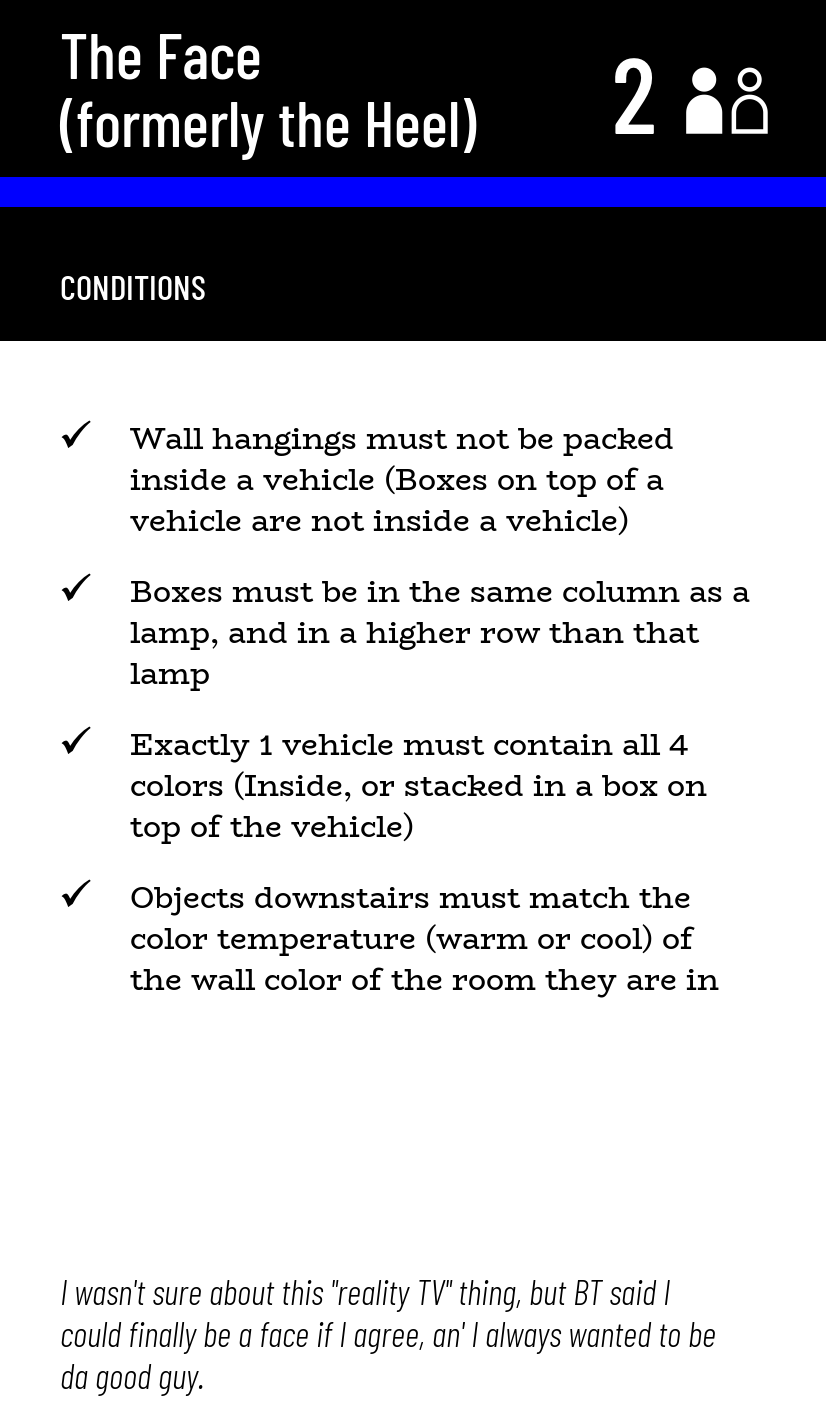 The Face
(formerly the Heel)
2
CONDITIONS
✓ Wall hangings must not be packed
inside a vehicle (Boxes on top of a
vehicle are not inside a vehicle)
✓ Boxes must be in the same column as a
lamp, and in a higher row than that
lamp
✓ Exactly 1 vehicle must contain all 4
colors (Inside, or stacked in a box on
top of the vehicle)
✓ Objects downstairs must match the
color temperature (warm or cool) of
the wall color of the room they are in
I wasn't sure about this "reality TV" thing, but BT said I
could finally be a face if I agree, an' I always wanted to be
da good guy.